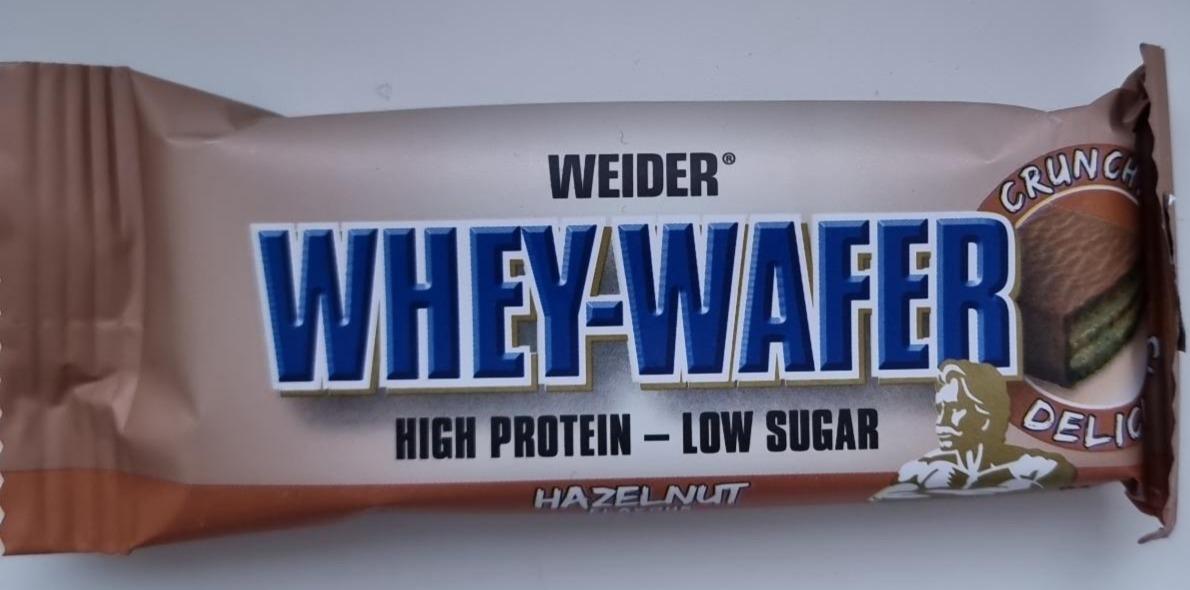 WEIDER®
WHEY-WAFER
HIGH PROTEIN – LOW SUGAR
HAZELNUT